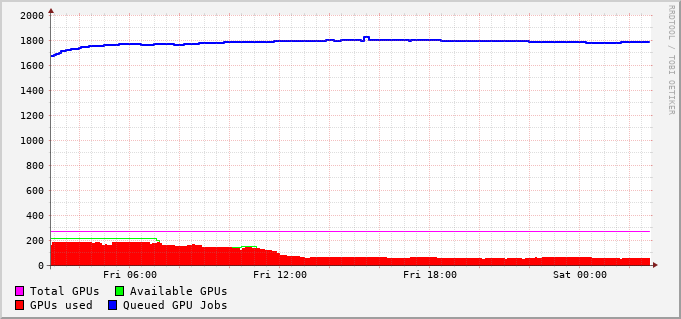 2000
1800
1600
1400
1200
1000
800
600
400
200
0
Fri 06:00 Fri 12:00 Fri 18:00 Sat 00:00
Total GPUs Available GPUs
GPUs used Queued GPU Jobs
RRDTOOL / TOBI OETIKER